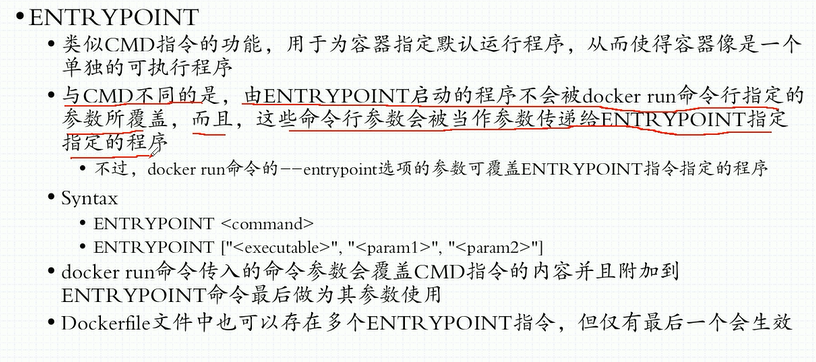 •ENTRYPOINT
• 类似CMD指令的功能，用于为容器指定默认运行程序，从而使得容器像是一个
单独的可执行程序
• 与CMD不同的是，由ENTRYPOINT启动的程序不会被docker run命令行指定的
参数所覆盖，而且，这些命令行参数会被当作参数传递给ENTRYPOINT指定
指定的程序
• 不过，docker run命令的--entrypoint选项的参数可覆盖ENTRYPOINT指令指定的程序
• Syntax
• ENTRYPOINT <command>
• ENTRYPOINT ["<executable>", "<param1>", "<param2>"]
• docker run命令传入的命令参数会覆盖CMD指令的内容并且附加到
ENTRYPOINT命令最后做为其参数使用
• Dockerfile文件中也可以存在多个ENTRYPOINT指令，但仅有最后一个会生效